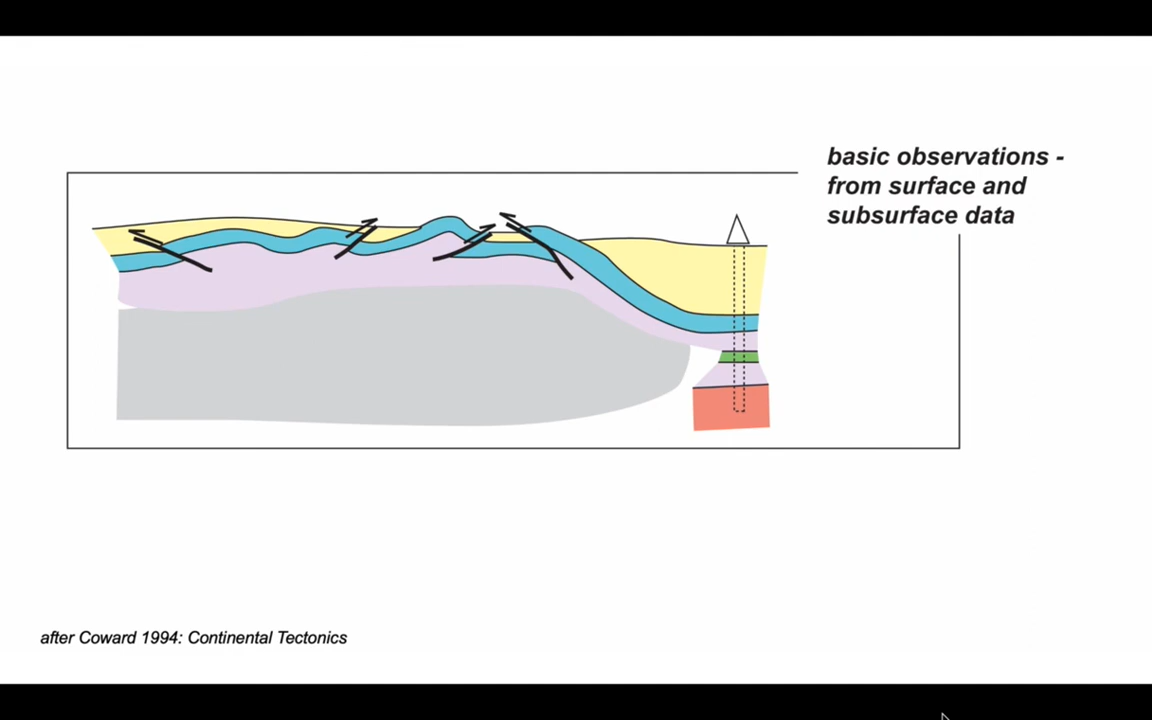 basic observations -
from surface and
subsurface data
after Coward 1994: Continental Tectonics